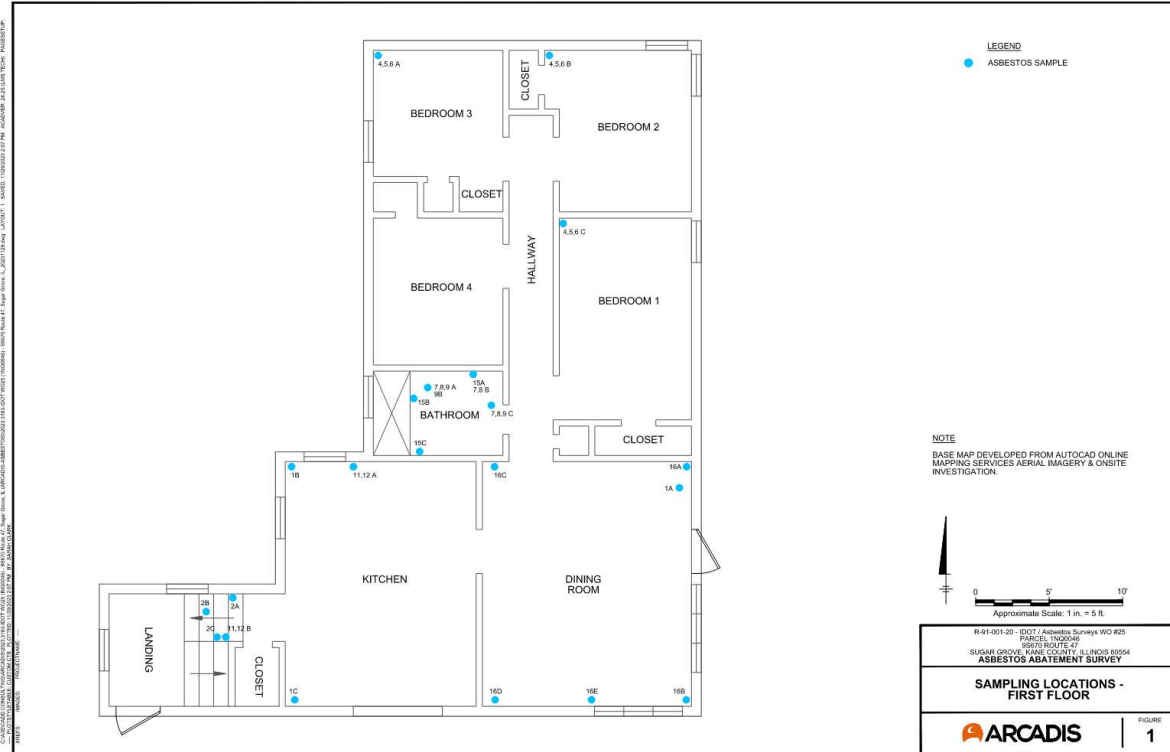 LEGEND
ASBESTOS SAMPLE
4,5,6 A
CLOSET
4,5,6 B
BEDROOM 3
BEDROOM 2
CLOSET
4,5,6 C
HALLWAY
BEDROOM 4
BEDROOM 1
15A
7,8 B
7,8,9 A
9B
15B
7,8,9 C
BATHROOM
15C
CLOSET
1B
11,12 A
16C
16A
1A
KITCHEN
DINING
ROOM
2B
2A
2C
11,12 B
LANDING
CLOSET
1C
16D
16E
16B
NOTE
BASE MAP DEVELOPED FROM AUTOCAD ONLINE
MAPPING SERVICES AERIAL IMAGERY & ONSITE
INVESTIGATION.
0 5' 10'
Approximate Scale: 1 in. = 5 ft.
R-91-001-20 - IDOT / Asbestos Surveys WO #25
PARCEL 1NQ0046
9S670 ROUTE 47
SUGAR GROVE, KANE COUNTY, ILLINOIS 60554
ASBESTOS ABATEMENT SURVEY
SAMPLING LOCATIONS -
FIRST FLOOR
ARCADIS
FIGURE
1